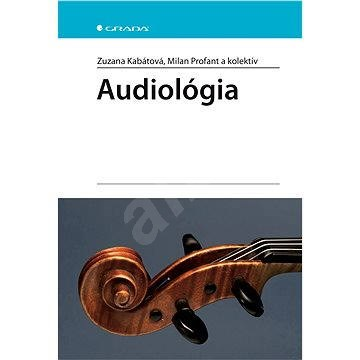 GRADA
Zuzana Kabátová, Milan Profant a kolektív
Audiológia